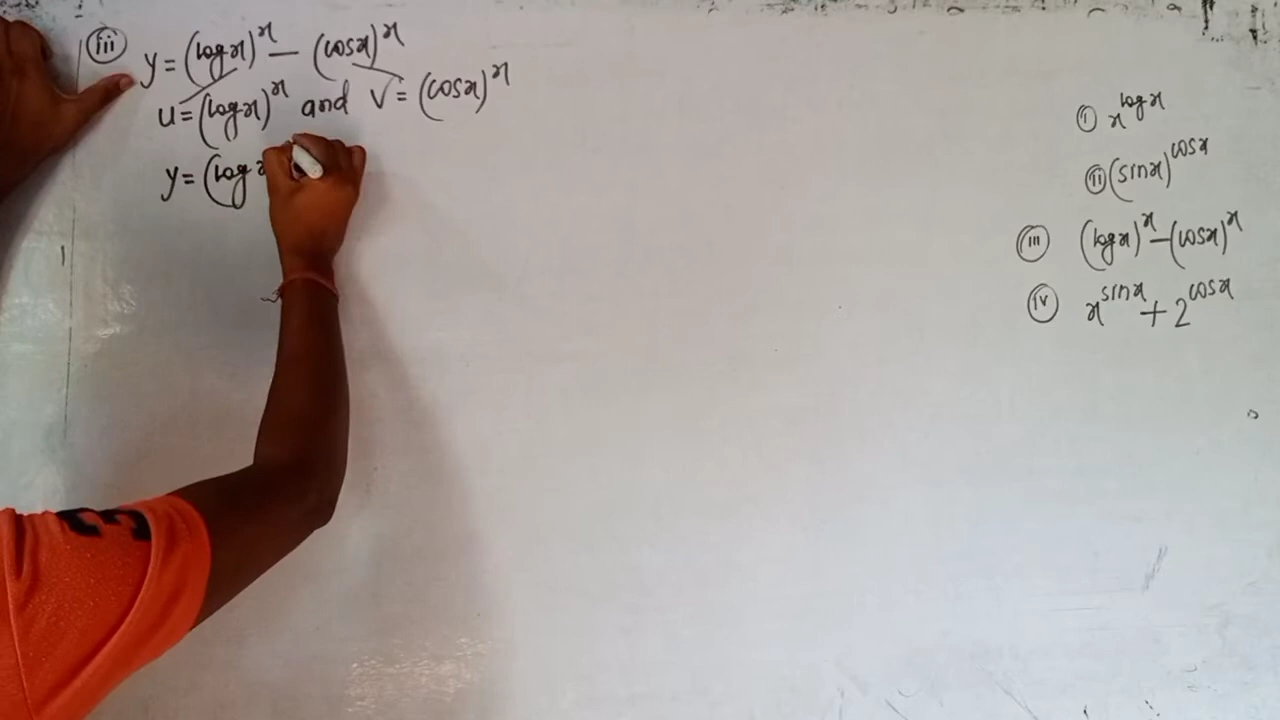 (iii) y = (log x)^x − (cos x)^x
u = (log x)^x and v = (cos x)^x
y = (log x
(i) x^log x
(ii) (sin x)^cos x
(iii) (log x)^x − (cos x)^x
(iv) x^sin x + 2^cos x